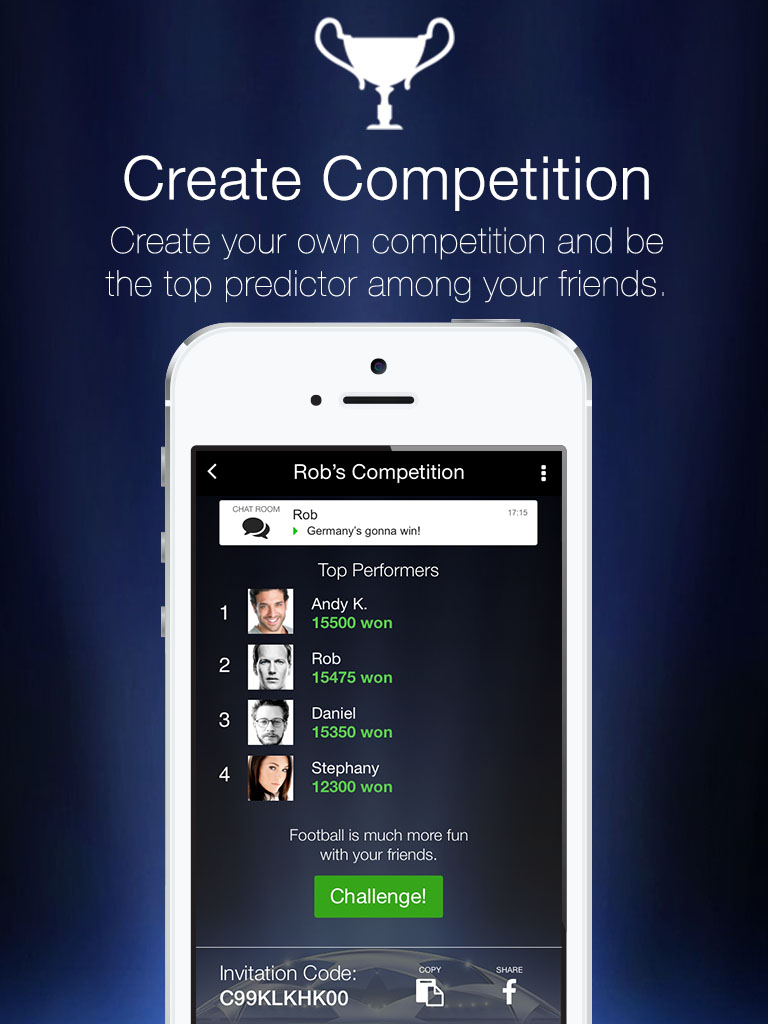 Create Competition
Create your own competition and be
the top predictor among your friends.
Rob's Competition
CHAT ROOM
Rob
17:15
Germany's gonna win!
Top Performers
1
Andy K.
15500 won
2
Rob
15475 won
3
Daniel
15350 won
4
Stephany
12300 won
Football is much more fun
with your friends.
Challenge!
Invitation Code:
C99KLKHK00
COPY
SHARE